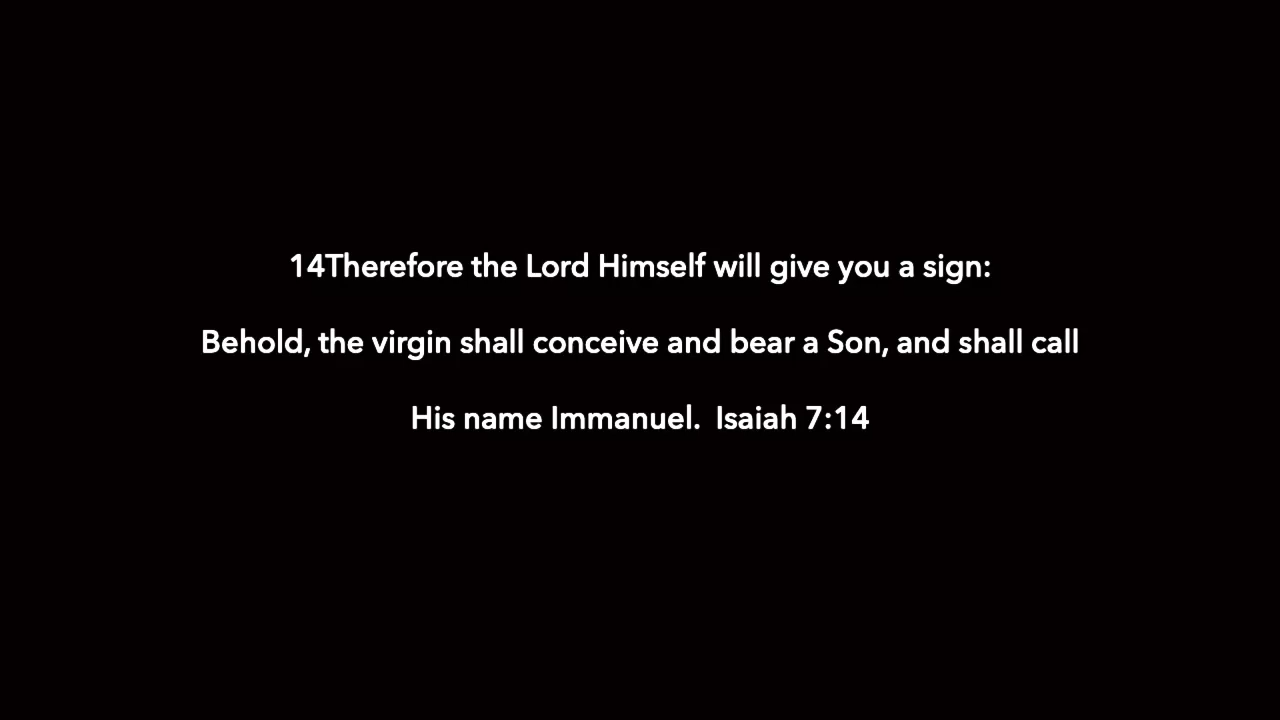 14Therefore the Lord Himself will give you a sign:
Behold, the virgin shall conceive and bear a Son, and shall call
His name Immanuel.  Isaiah 7:14